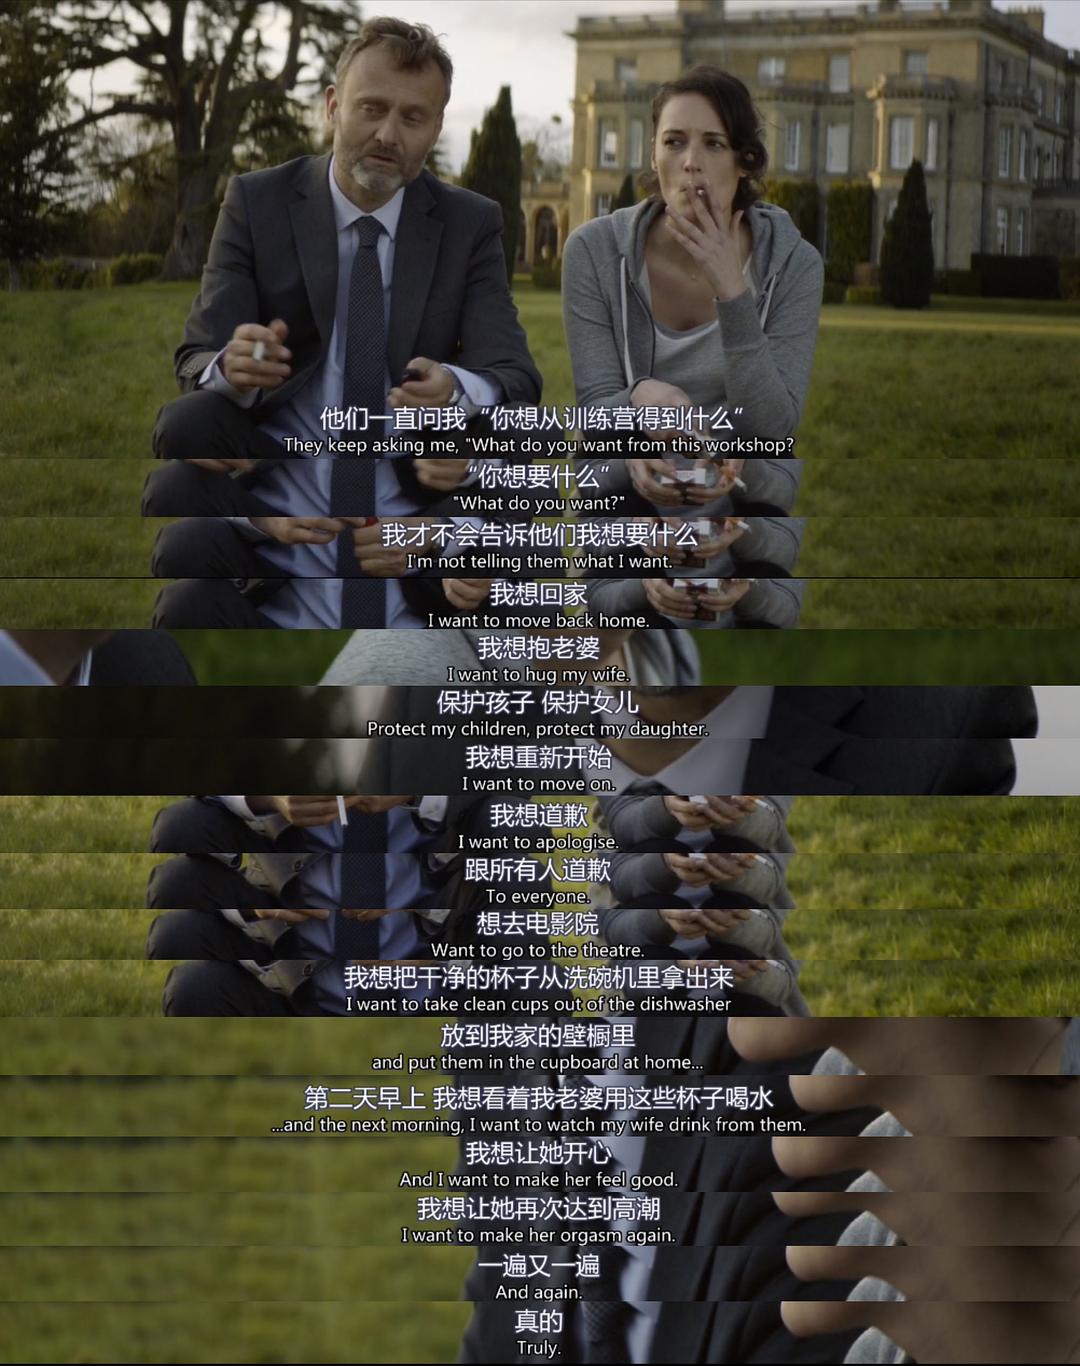 他们一直问我 “你想从训练营得到什么“
They keep asking me, "What do you want from this workshop?
“你想要什么”
"What do you want?"
我才不会告诉他们我想要什么
I'm not telling them what I want.
我想回家
I want to move back home.
我想抱老婆
I want to hug my wife.
保护孩子 保护女儿
Protect my children, protect my daughter.
我想重新开始
I want to move on.
我想道歉
I want to apologise.
跟所有人道歉
To everyone.
想去电影院
Want to go to the theatre.
我想把干净的杯子从洗碗机里拿出来
I want to take clean cups out of the dishwasher
放到我家的壁橱里
and put them in the cupboard at home...
第二天早上 我想看着我老婆用这些杯子喝水
...and the next morning, I want to watch my wife drink from them.
我想让她开心
And I want to make her feel good.
我想让她再次达到高潮
I want to make her orgasm again.
一遍又一遍
And again.
真的
Truly.